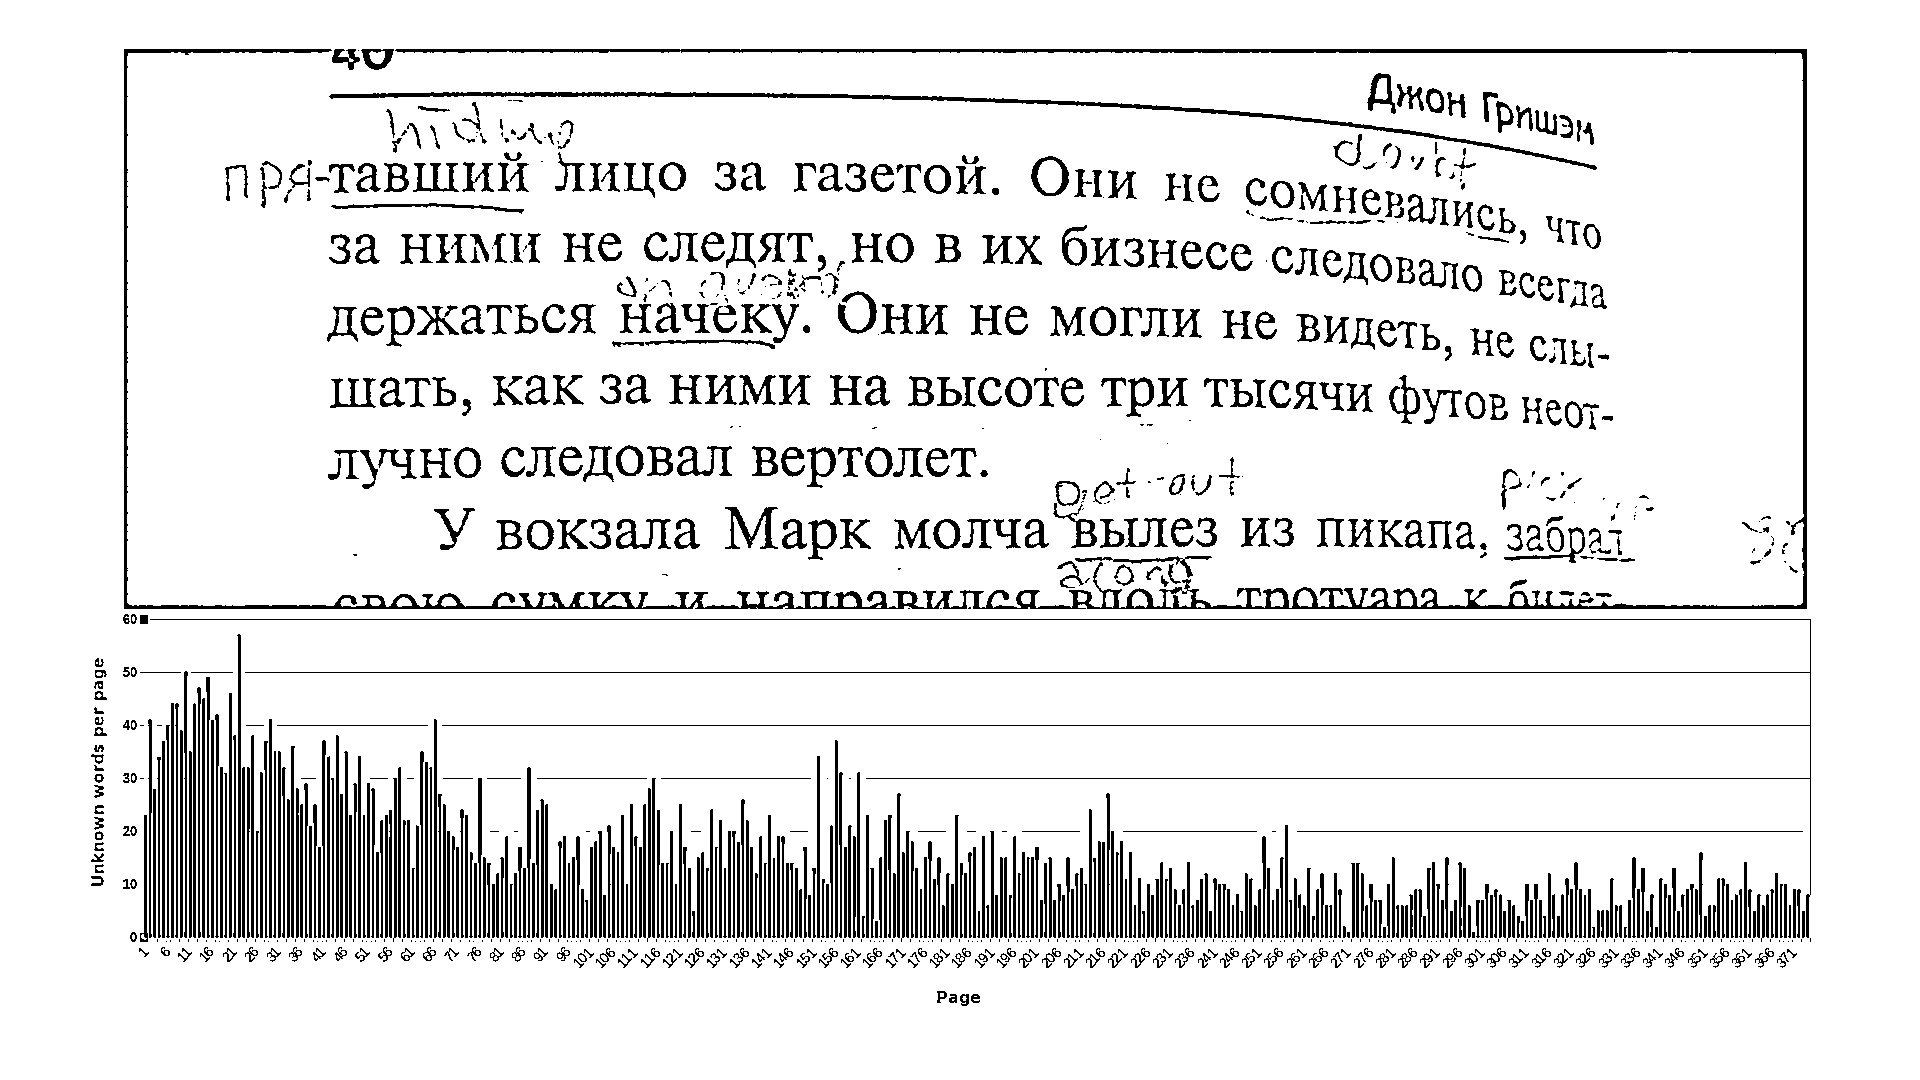 40
Джон Гришэм
hiding
doubt
пря-тавший лицо за газетой. Они не сомневались, что
за ними не следят, но в их бизнесе следовало всегда
on guard
держаться начеку. Они не могли не видеть, не слы-
шать, как за ними на высоте три тысячи футов неот-
лучно следовал вертолет.
get out
pick up
У вокзала Марк молча вылез из пикапа, забрал
along
свою сумку и направился вдоль тротуара к билет-
Unknown words per page
60
50
40
30
20
10
0
1 6 11 16 21 26 31 36 41 46 51 56 61 66 71 76 81 86 91 96 101 106 111 116 121 126 131 136 141 146 151 156 161 166 171 176 181 186 191 196 201 206 211 216 221 226 231 236 241 246 251 256 261 266 271 276 281 286 291 296 301 306 311 316 321 326 331 336 341 346 351 356 361 366 371
Page